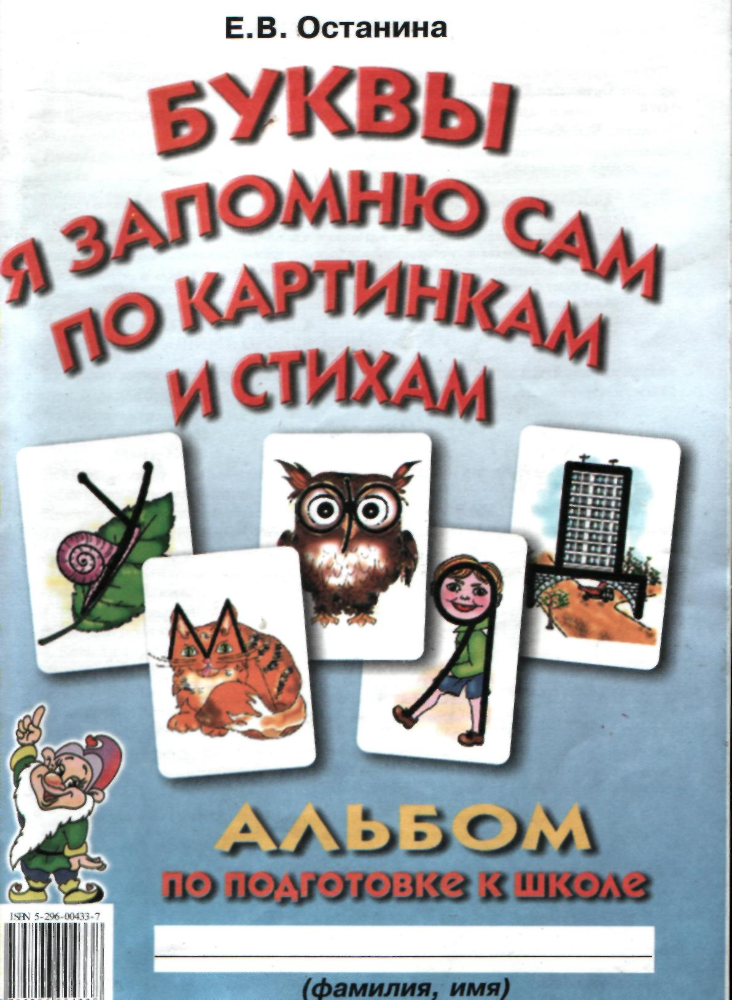 Е.В. Останина
БУКВЫ
Я ЗАПОМНЮ САМ
ПО КАРТИНКАМ
И СТИХАМ
АЛЬБОМ
ПО ПОДГОТОВКЕ К ШКОЛЕ
ISBN 5-296-00433-7
(фамилия, имя)